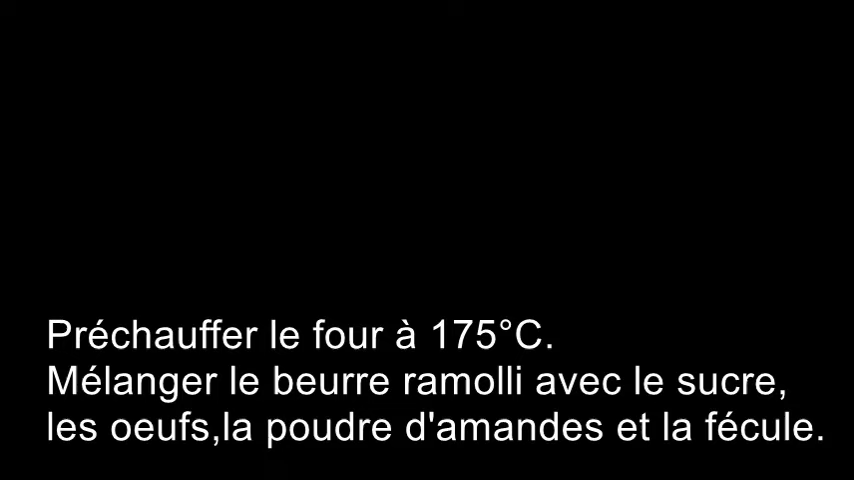 Préchauffer le four à 175°C.
Mélanger le beurre ramolli avec le sucre,
les oeufs,la poudre d'amandes et la fécule.